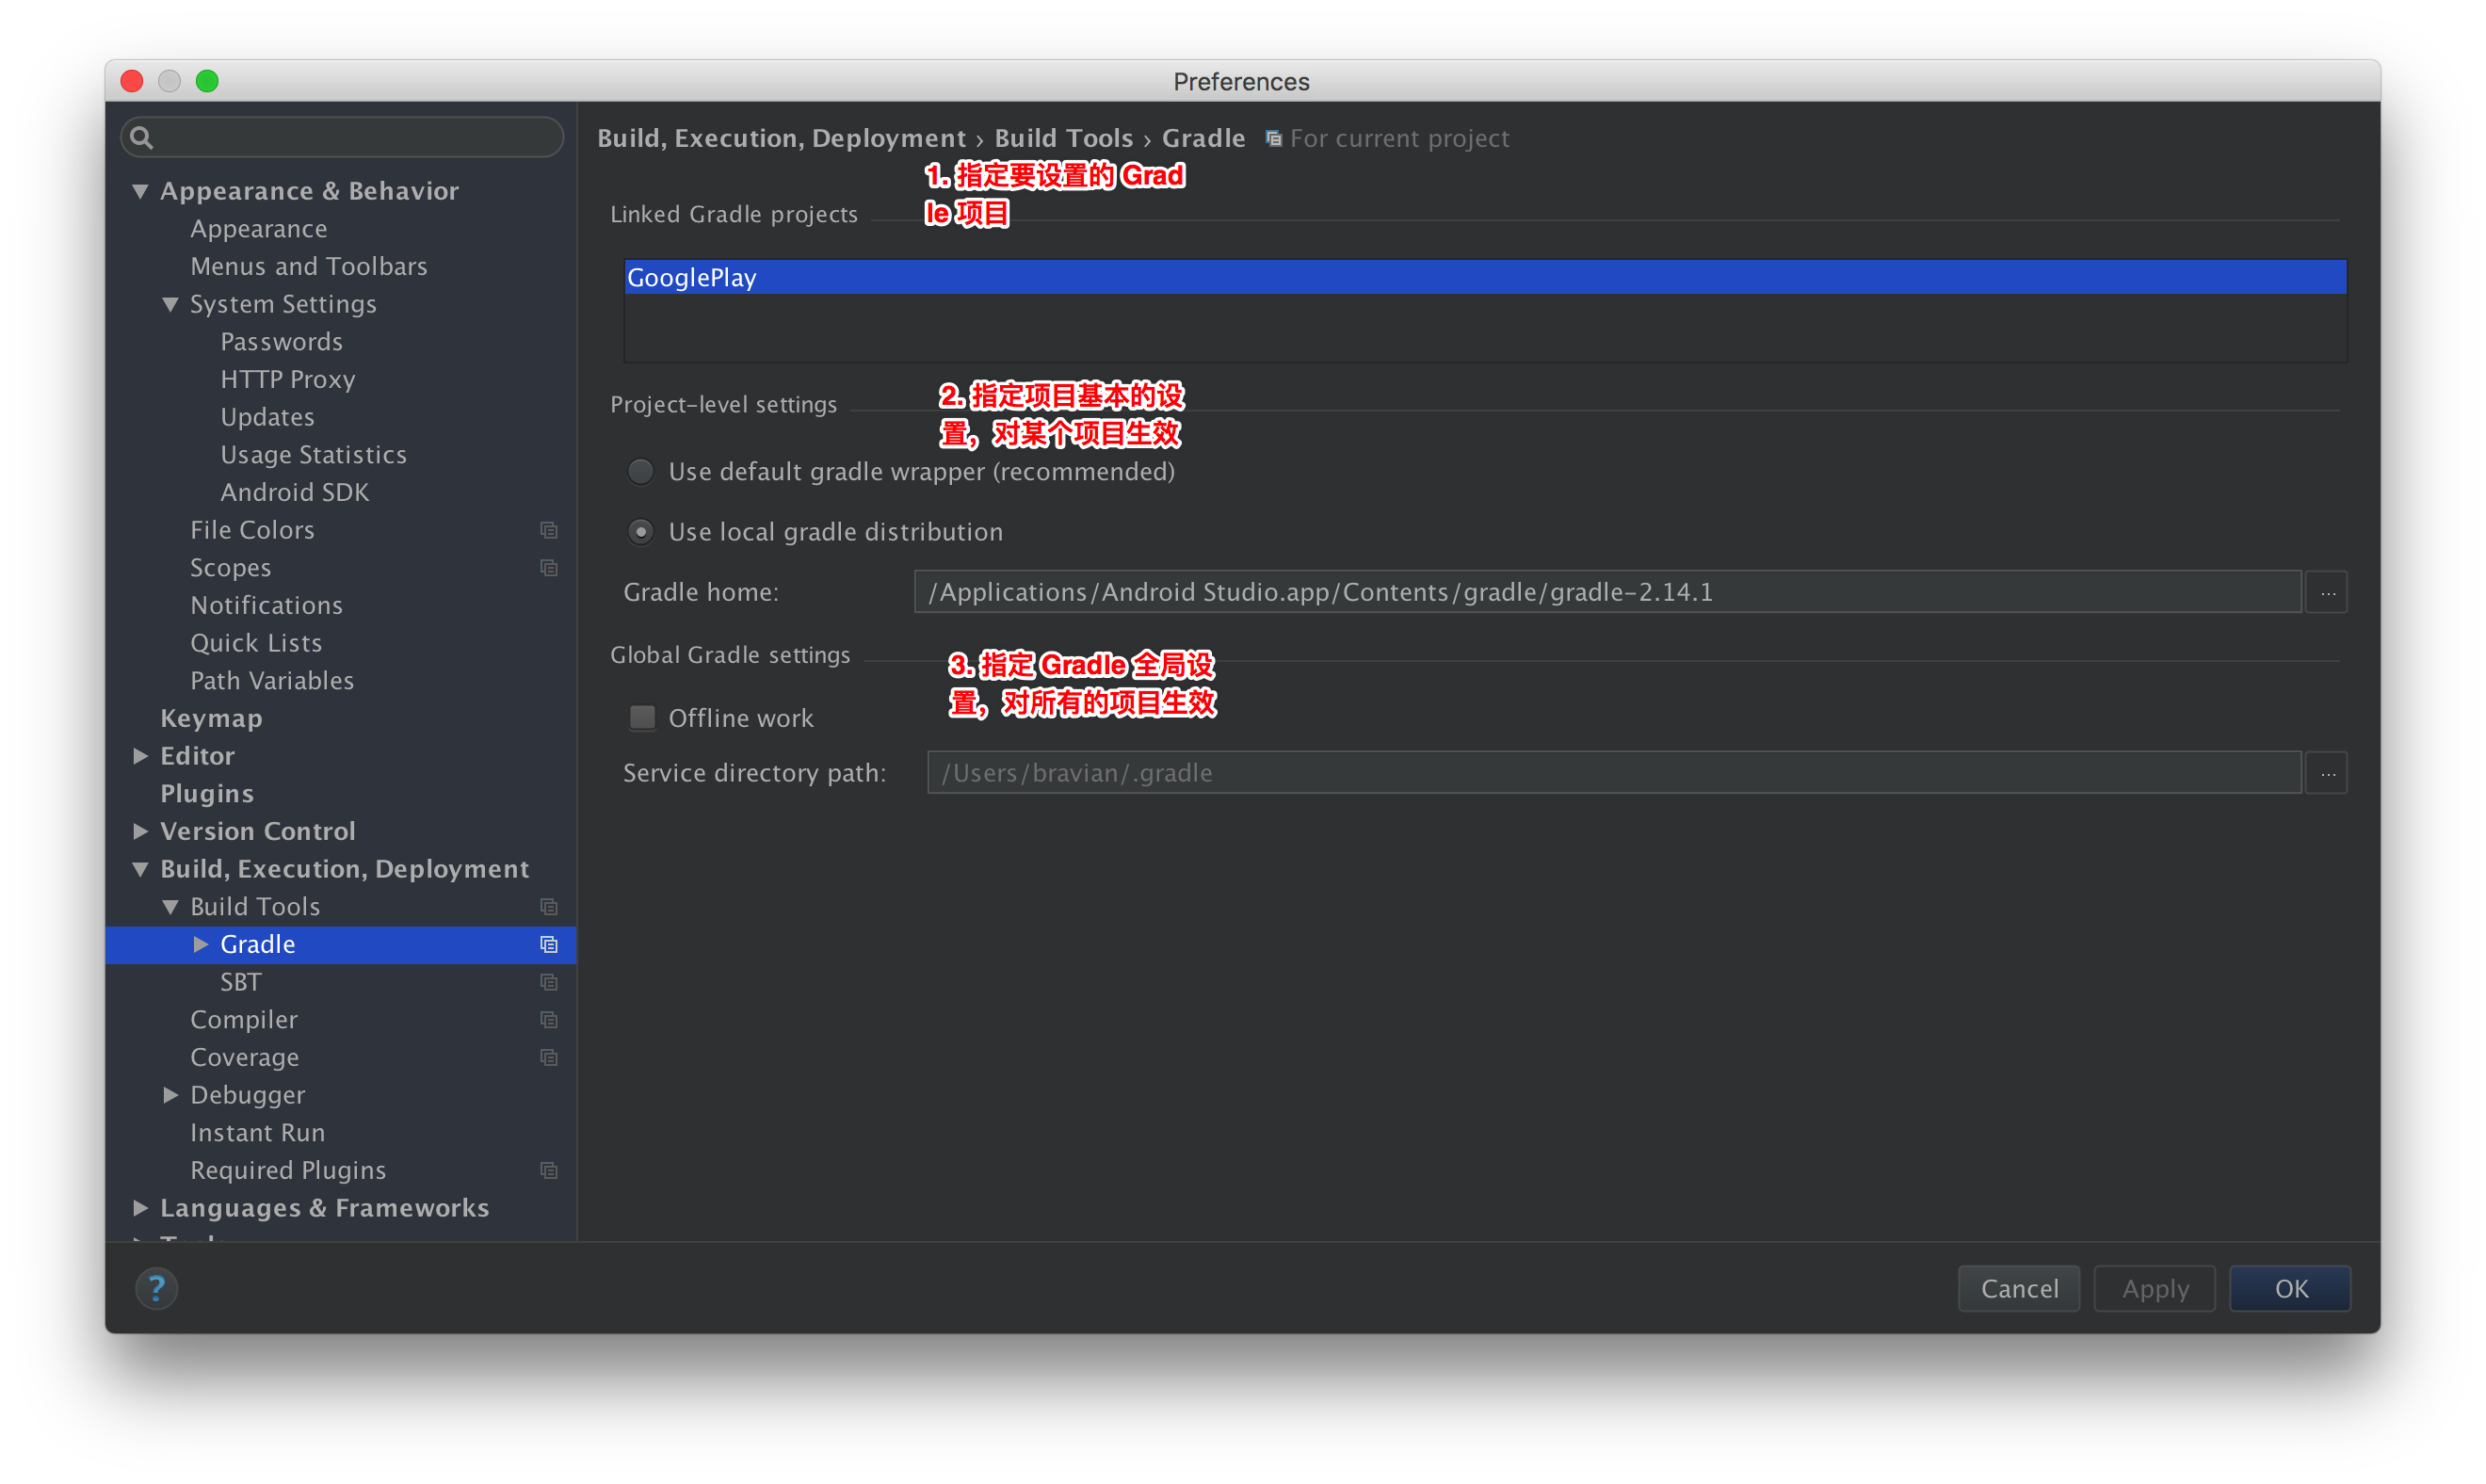 Preferences
Appearance & Behavior
Appearance
Menus and Toolbars
System Settings
Passwords
HTTP Proxy
Updates
Usage Statistics
Android SDK
File Colors
Scopes
Notifications
Quick Lists
Path Variables
Keymap
Editor
Plugins
Version Control
Build, Execution, Deployment
Build Tools
Gradle
SBT
Compiler
Coverage
Debugger
Instant Run
Required Plugins
Languages & Frameworks
Build, Execution, Deployment › Build Tools › Gradle For current project
1. 指定要设置的 Grad
le 项目
Linked Gradle projects
GooglePlay
2. 指定项目基本的设
置，对某个项目生效
Project-level settings
Use default gradle wrapper (recommended)
Use local gradle distribution
Gradle home: /Applications/Android Studio.app/Contents/gradle/gradle-2.14.1 ...
Global Gradle settings
3. 指定 Gradle 全局设
置，对所有的项目生效
Offline work
Service directory path: /Users/bravian/.gradle ...
? Cancel Apply OK